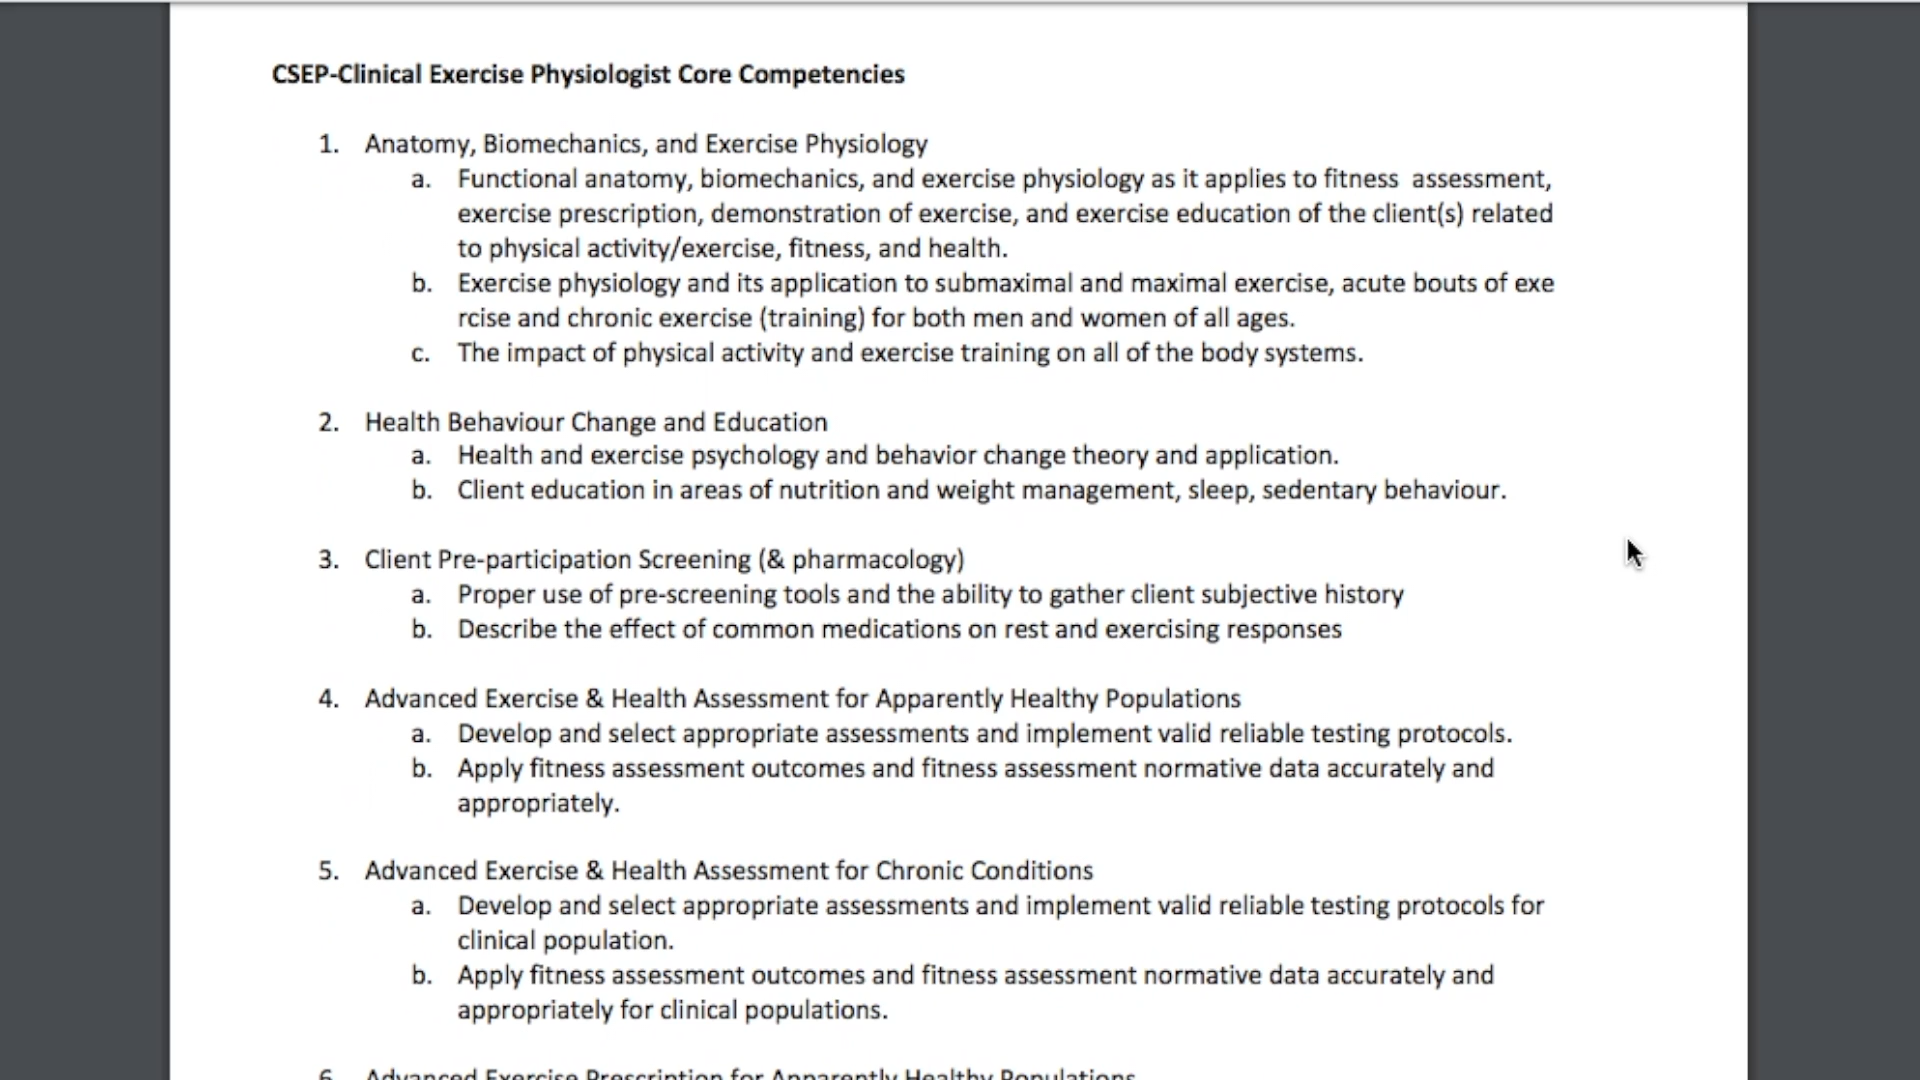 CSEP-Clinical Exercise Physiologist Core Competencies
1. Anatomy, Biomechanics, and Exercise Physiology
a. Functional anatomy, biomechanics, and exercise physiology as it applies to fitness assessment,
exercise prescription, demonstration of exercise, and exercise education of the client(s) related
to physical activity/exercise, fitness, and health.
b. Exercise physiology and its application to submaximal and maximal exercise, acute bouts of exe
rcise and chronic exercise (training) for both men and women of all ages.
c. The impact of physical activity and exercise training on all of the body systems.
2. Health Behaviour Change and Education
a. Health and exercise psychology and behavior change theory and application.
b. Client education in areas of nutrition and weight management, sleep, sedentary behaviour.
3. Client Pre-participation Screening (& pharmacology)
a. Proper use of pre-screening tools and the ability to gather client subjective history
b. Describe the effect of common medications on rest and exercising responses
4. Advanced Exercise & Health Assessment for Apparently Healthy Populations
a. Develop and select appropriate assessments and implement valid reliable testing protocols.
b. Apply fitness assessment outcomes and fitness assessment normative data accurately and
appropriately.
5. Advanced Exercise & Health Assessment for Chronic Conditions
a. Develop and select appropriate assessments and implement valid reliable testing protocols for
clinical population.
b. Apply fitness assessment outcomes and fitness assessment normative data accurately and
appropriately for clinical populations.
6. Advanced Exercise Prescription for Apparently Healthy Populations